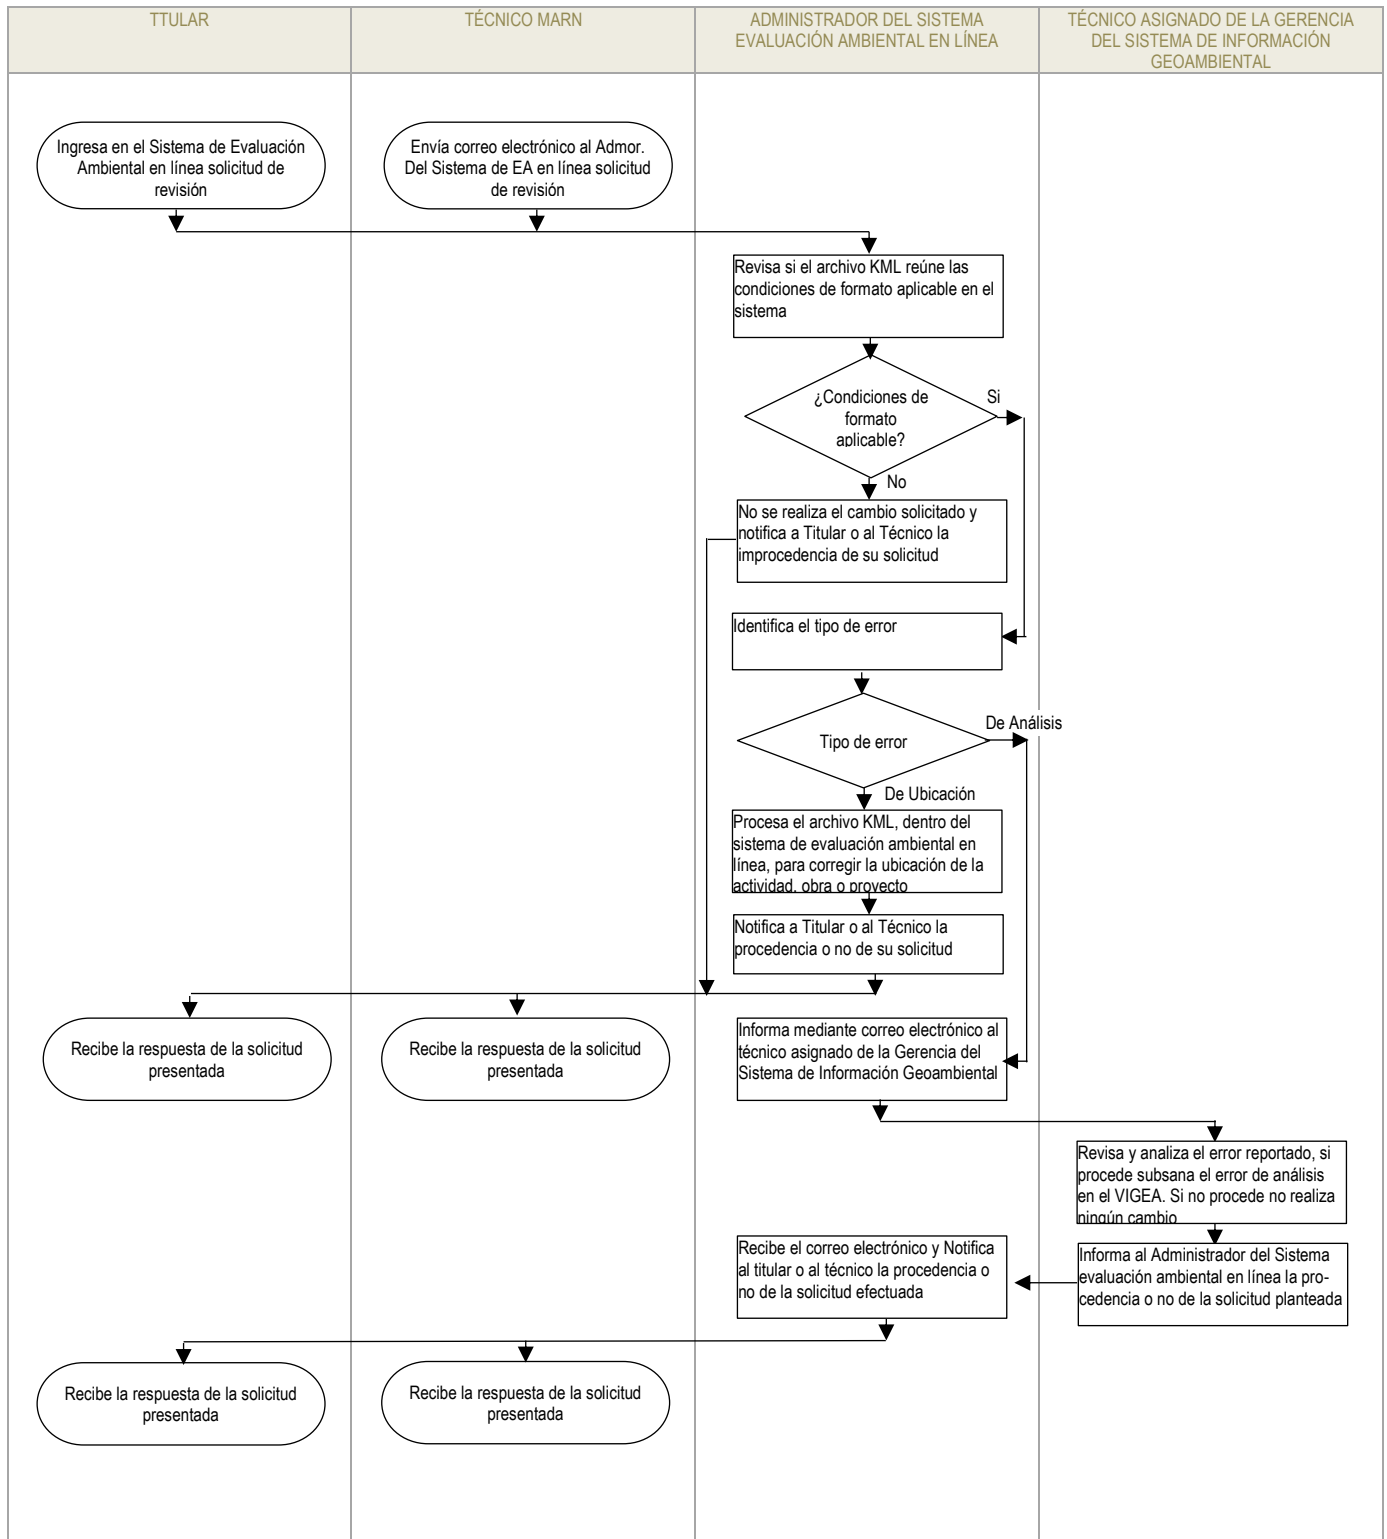 TTULAR
TÉCNICO MARN
ADMINISTRADOR DEL SISTEMA
EVALUACIÓN AMBIENTAL EN LÍNEA
TÉCNICO ASIGNADO DE LA GERENCIA
DEL SISTEMA DE INFORMACIÓN
GEOAMBIENTAL
Ingresa en el Sistema de Evaluación
Ambiental en línea solicitud de
revisión
Envía correo electrónico al Admor.
Del Sistema de EA en línea solicitud
de revisión
Revisa si el archivo KML reúne las
condiciones de formato aplicable en el
sistema
¿Condiciones de
formato
aplicable?
Si
No
No se realiza el cambio solicitado y
notifica a Titular o al Técnico la
improcedencia de su solicitud
Identifica el tipo de error
Tipo de error
De Análisis
De Ubicación
Procesa el archivo KML, dentro del
sistema de evaluación ambiental en
línea, para corregir la ubicación de la
actividad, obra o proyecto
Notifica a Titular o al Técnico la
procedencia o no de su solicitud
Recibe la respuesta de la solicitud
presentada
Recibe la respuesta de la solicitud
presentada
Informa mediante correo electrónico al
técnico asignado de la Gerencia del
Sistema de Información Geoambiental
Revisa y analiza el error reportado, si
procede subsana el error de análisis
en el VIGEA. Si no procede no realiza
ningún cambio
Informa al Administrador del Sistema
evaluación ambiental en línea la pro-
cedencia o no de la solicitud planteada
Recibe el correo electrónico y Notifica
al titular o al técnico la procedencia o
no de la solicitud efectuada
Recibe la respuesta de la solicitud
presentada
Recibe la respuesta de la solicitud
presentada